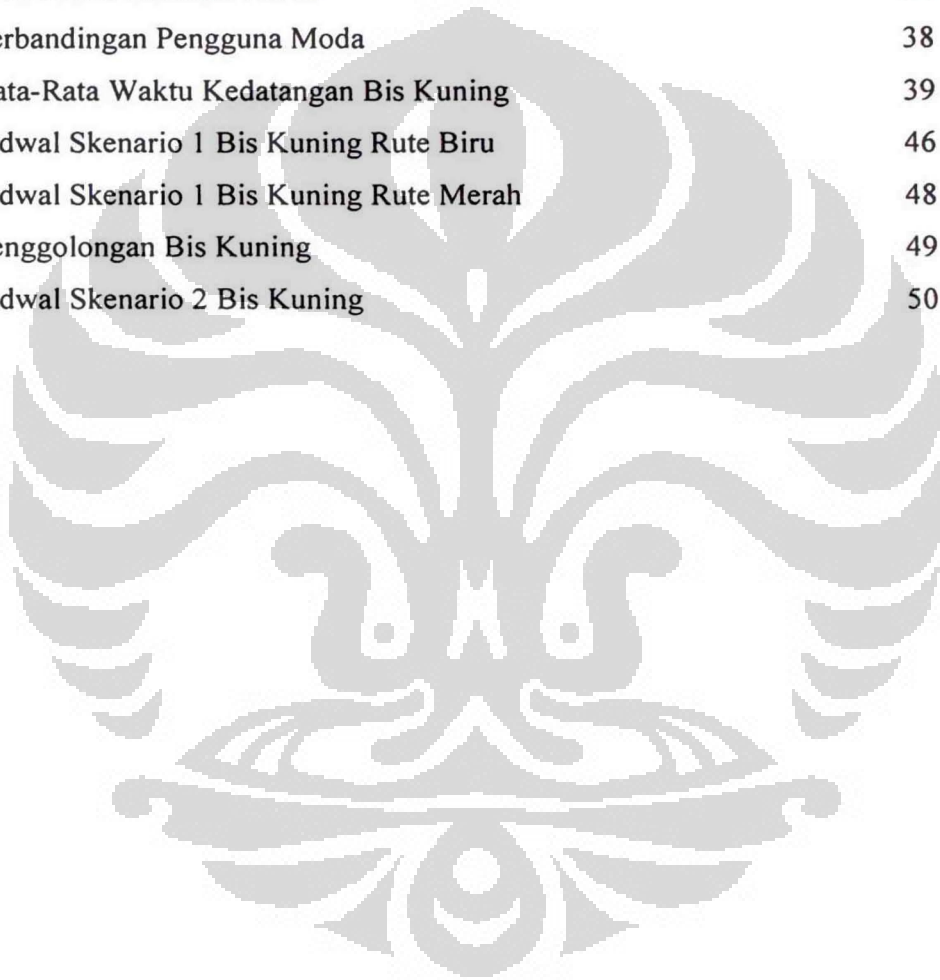 erbandingan Pengguna Moda 38
ata-Rata Waktu Kedatangan Bis Kuning 39
dwal Skenario 1 Bis Kuning Rute Biru 46
dwal Skenario 1 Bis Kuning Rute Merah 48
enggolongan Bis Kuning 49
dwal Skenario 2 Bis Kuning 50